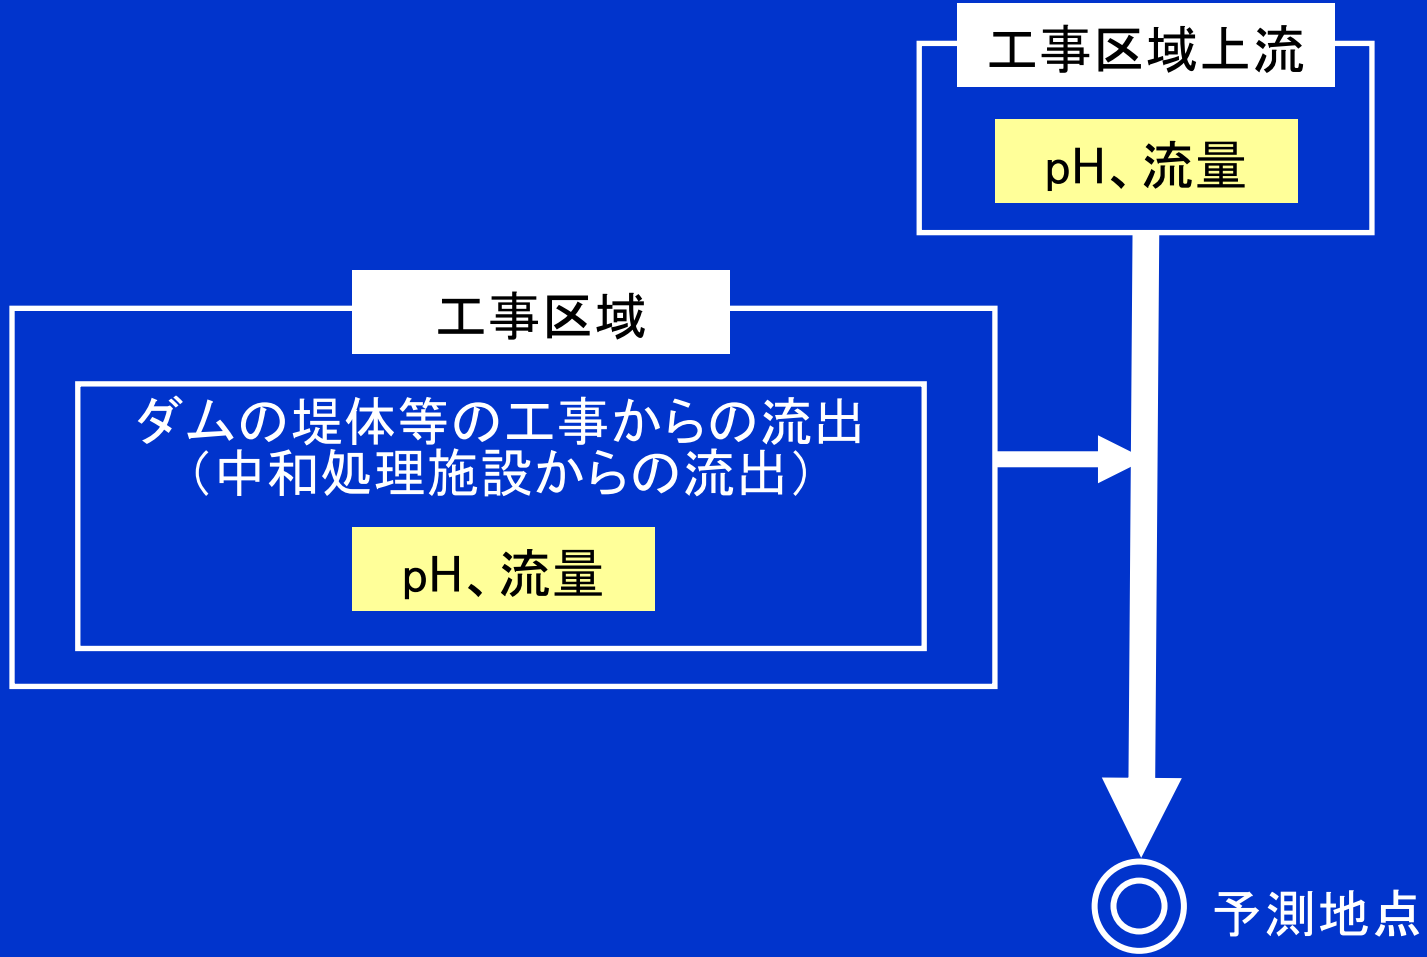 工事区域上流
pH、流量
工事区域
ダムの堤体等の工事からの流出
（中和処理施設からの流出）
pH、流量
予測地点